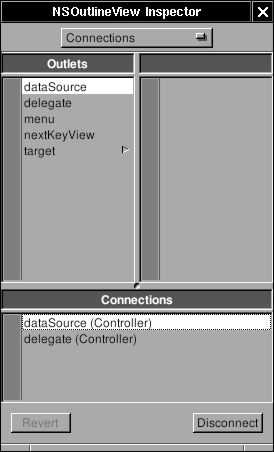 NSOutlineView Inspector
Connections
Outlets
dataSource
delegate
menu
nextKeyView
target
Connections
dataSource (Controller)
delegate (Controller)
Revert
Disconnect